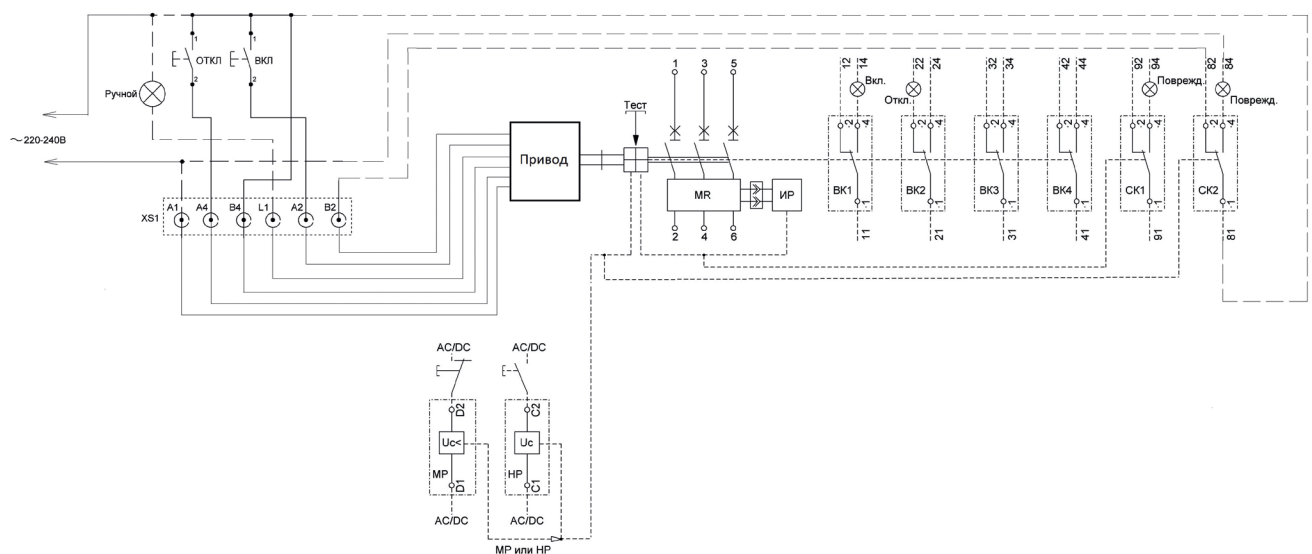 1
1
ОТКЛ
ВКЛ
2
2
Ручной
～220-240В
XS1
A1
A4
B4
L1
A2
B2
Привод
Тест
1
3
5
MR
ИР
2
4
6
12
14
Вкл.
22
24
Откл.
32
34
42
44
92
94
Поврежд.
82
84
Поврежд.
.2
.4
.2
.4
.2
.4
.2
.4
.2
.4
.2
.4
ВК1
ВК2
ВК3
ВК4
СК1
СК2
.1
.1
.1
.1
.1
.1
11
21
31
41
91
81
AC/DC
AC/DC
D2
C2
Uc<
Uc
МР
НР
D1
C1
AC/DC
AC/DC
МР или НР